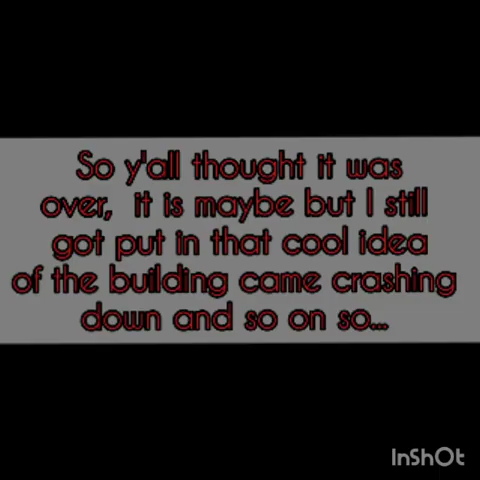 So y'all thought it was
over, it is maybe but I still
got put in that cool idea
of the building came crashing
down and so on so...
InShOt